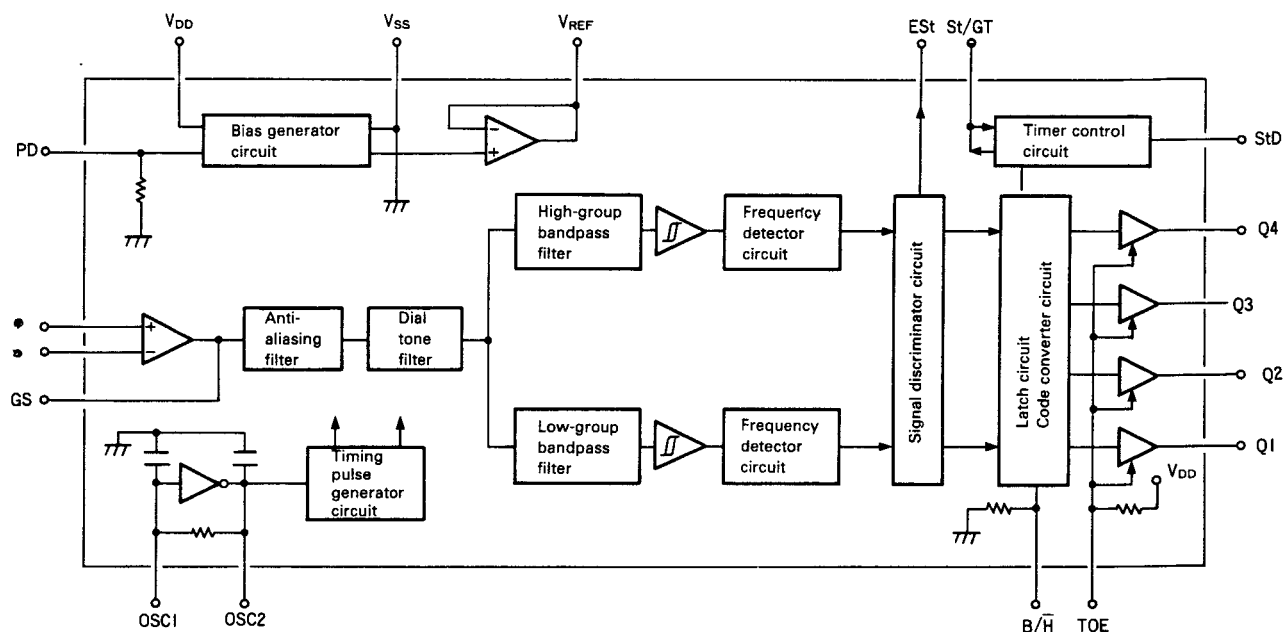 VDD
VSS
VREF
ESt
St/GT
PD
Bias generator
circuit
-
+
Timer control
circuit
StD
High-group
bandpass
filter
Frequency
detector
circuit
Signal discriminator circuit
Latch circuit
Code converter circuit
Q4
Q3
Q2
Q1
+
-
GS
Anti-
aliasing
filter
Dial
tone
filter
Low-group
bandpass
filter
Frequency
detector
circuit
Timing
pulse
generator
circuit
VDD
OSC1
OSC2
B/H̅
TOE